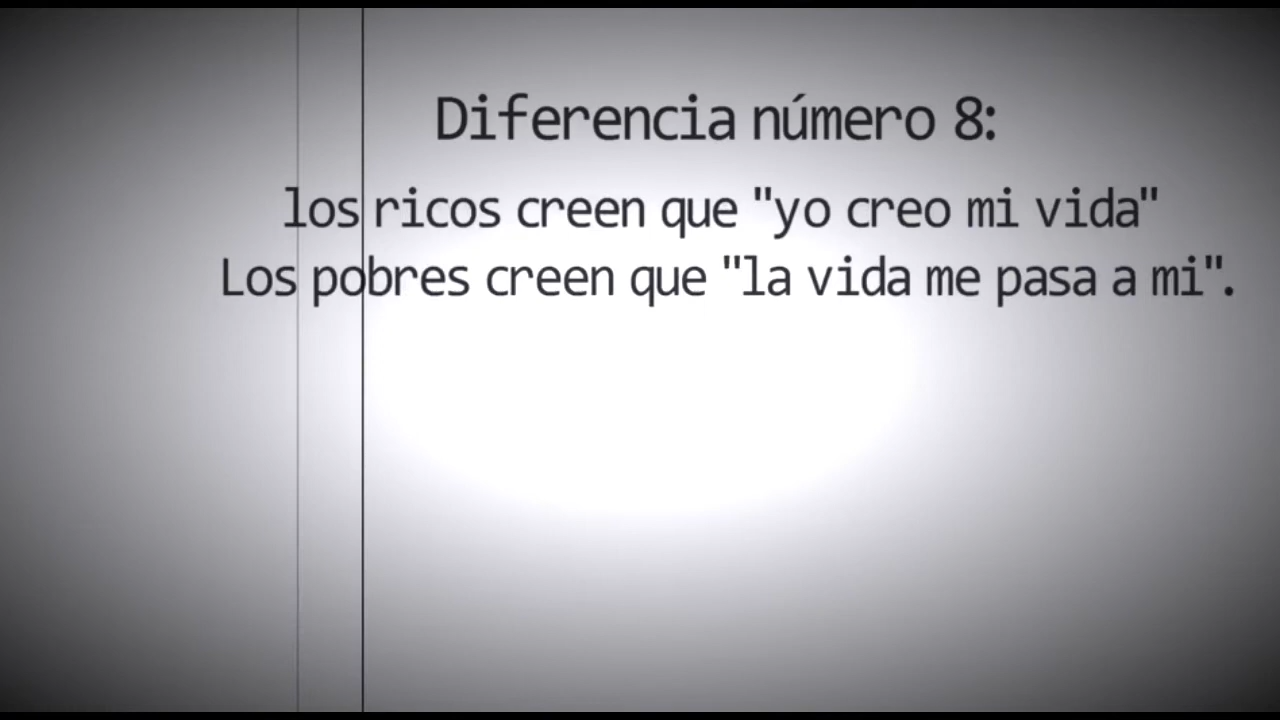 Diferencia número 8:
los ricos creen que "yo creo mi vida"
Los pobres creen que "la vida me pasa a mi".